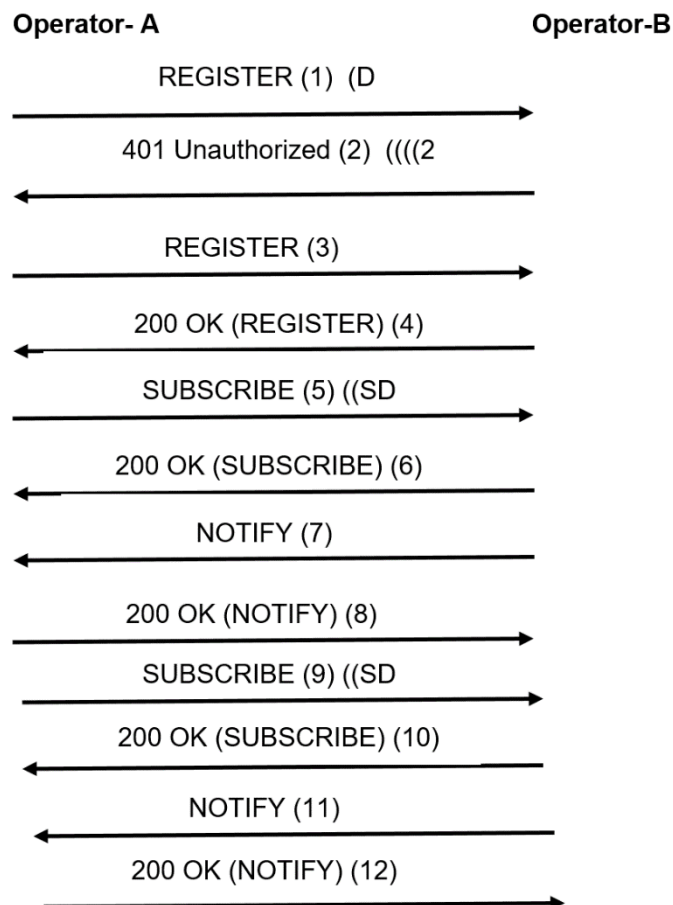 Operator- A Operator-B
REGISTER (1) (D
401 Unauthorized (2) ((((2
REGISTER (3)
200 OK (REGISTER) (4)
SUBSCRIBE (5) ((SD
200 OK (SUBSCRIBE) (6)
NOTIFY (7)
200 OK (NOTIFY) (8)
SUBSCRIBE (9) ((SD
200 OK (SUBSCRIBE) (10)
NOTIFY (11)
200 OK (NOTIFY) (12)